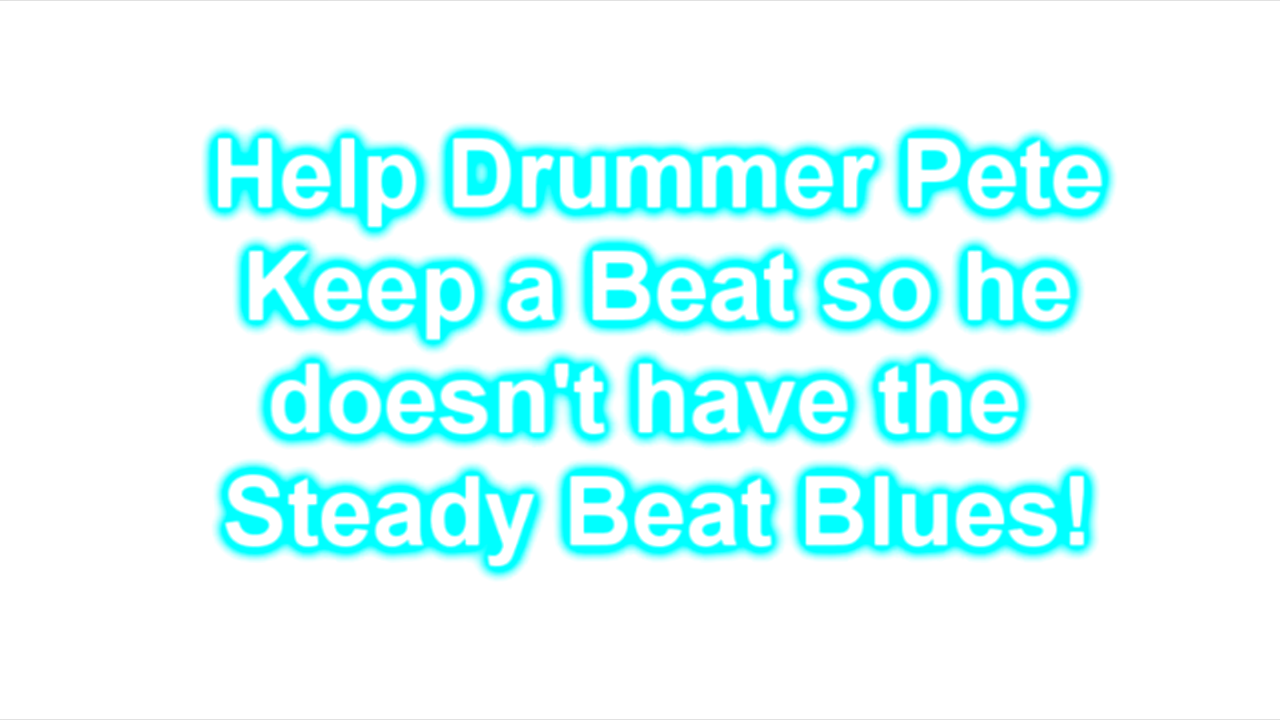 Help Drummer Pete
Keep a Beat so he
doesn't have the
Steady Beat Blues!